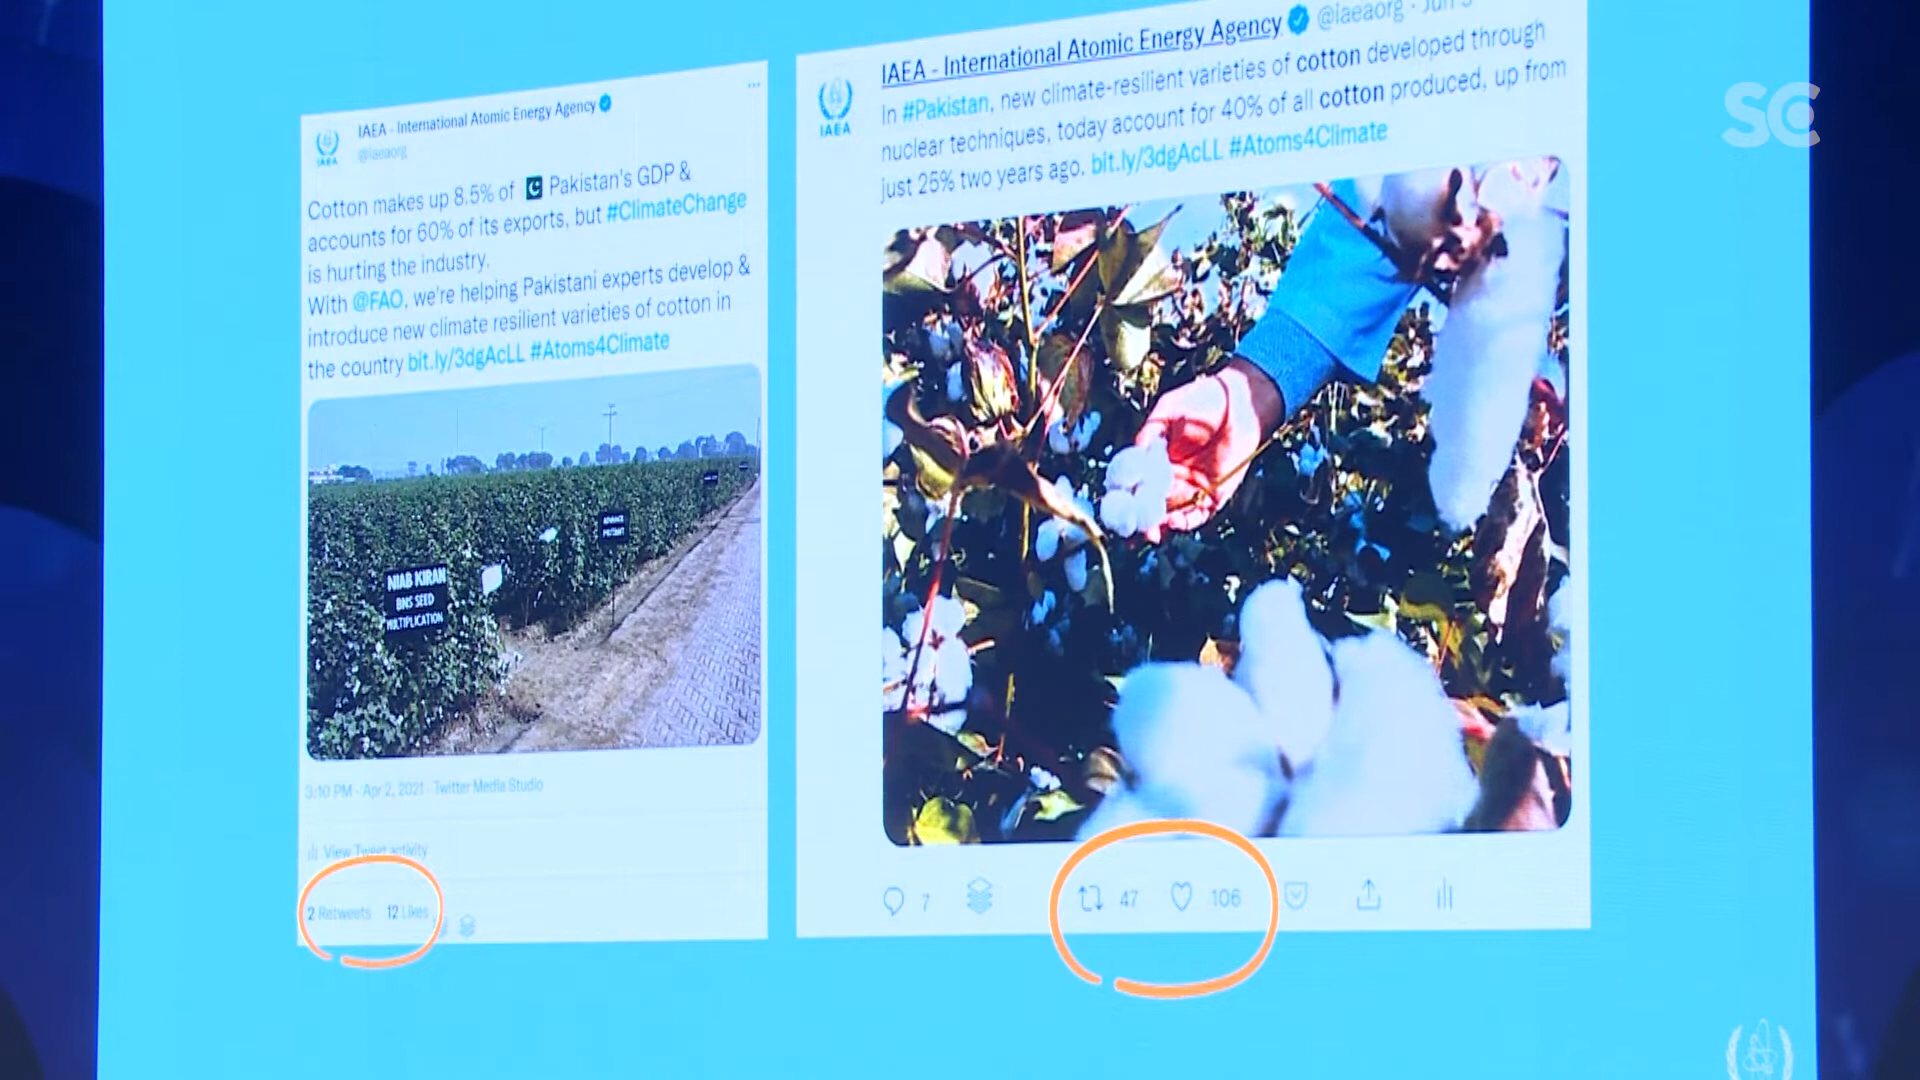 IAEA - International Atomic Energy Agency
@iaeaorg
IAEA
Cotton makes up 8.5% of Pakistan's GDP &
accounts for 60% of its exports, but #ClimateChange
is hurting the industry.
With @FAO, we're helping Pakistani experts develop &
introduce new climate resilient varieties of cotton in
the country bit.ly/3dgAcLL #Atoms4Climate
NIAB KIRAN
BNS SEED
MULTIPLICATION
ADVANCE
MUTANT
3:10 PM - Apr 2, 2021 - Twitter Media Studio
View Tweet activity
2 Retweets 12 Likes
IAEA - International Atomic Energy Agency @iaeaorg · Jun
IAEA
In #Pakistan, new climate-resilient varieties of cotton developed through
nuclear techniques, today account for 40% of all cotton produced, up from
just 25% two years ago. bit.ly/3dgAcLL #Atoms4Climate
7 47 106
SC